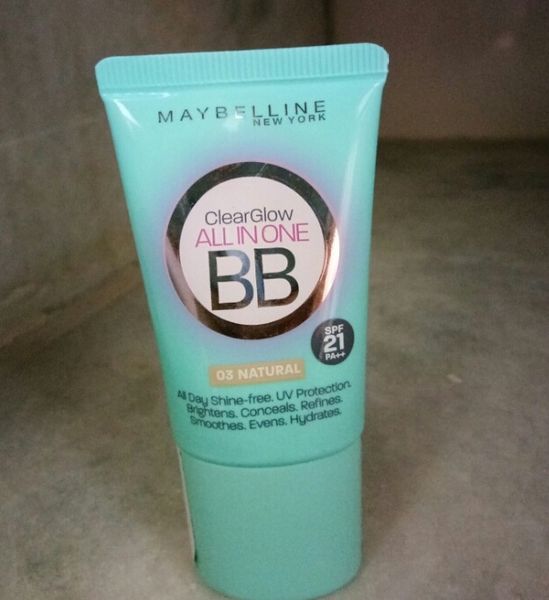 MAYBELLINE
NEW YORK
ClearGlow
ALL IN ONE
BB
SPF
21
PA++
03 NATURAL
All Day Shine-free. UV Protection.
Brightens. Conceals. Refines.
Smoothes. Evens. Hydrates.